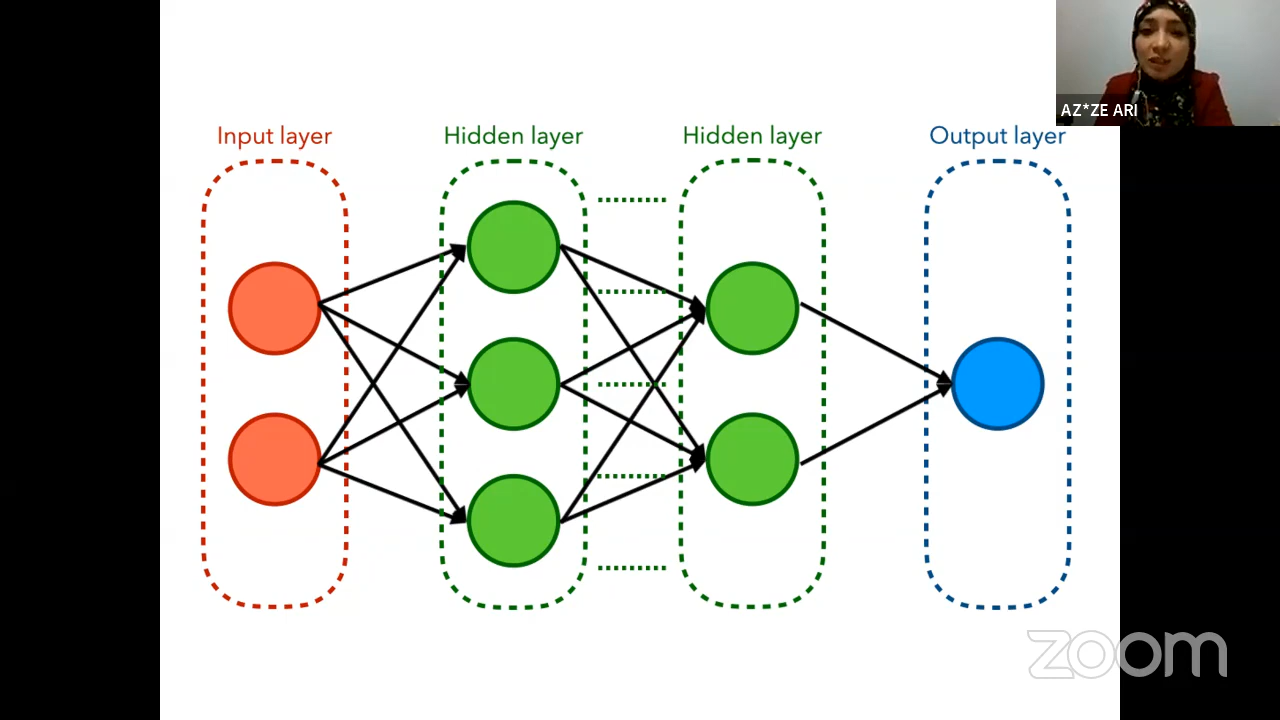 AZ*ZE ARI
Input layer
Hidden layer
Hidden layer
Output layer
zoom